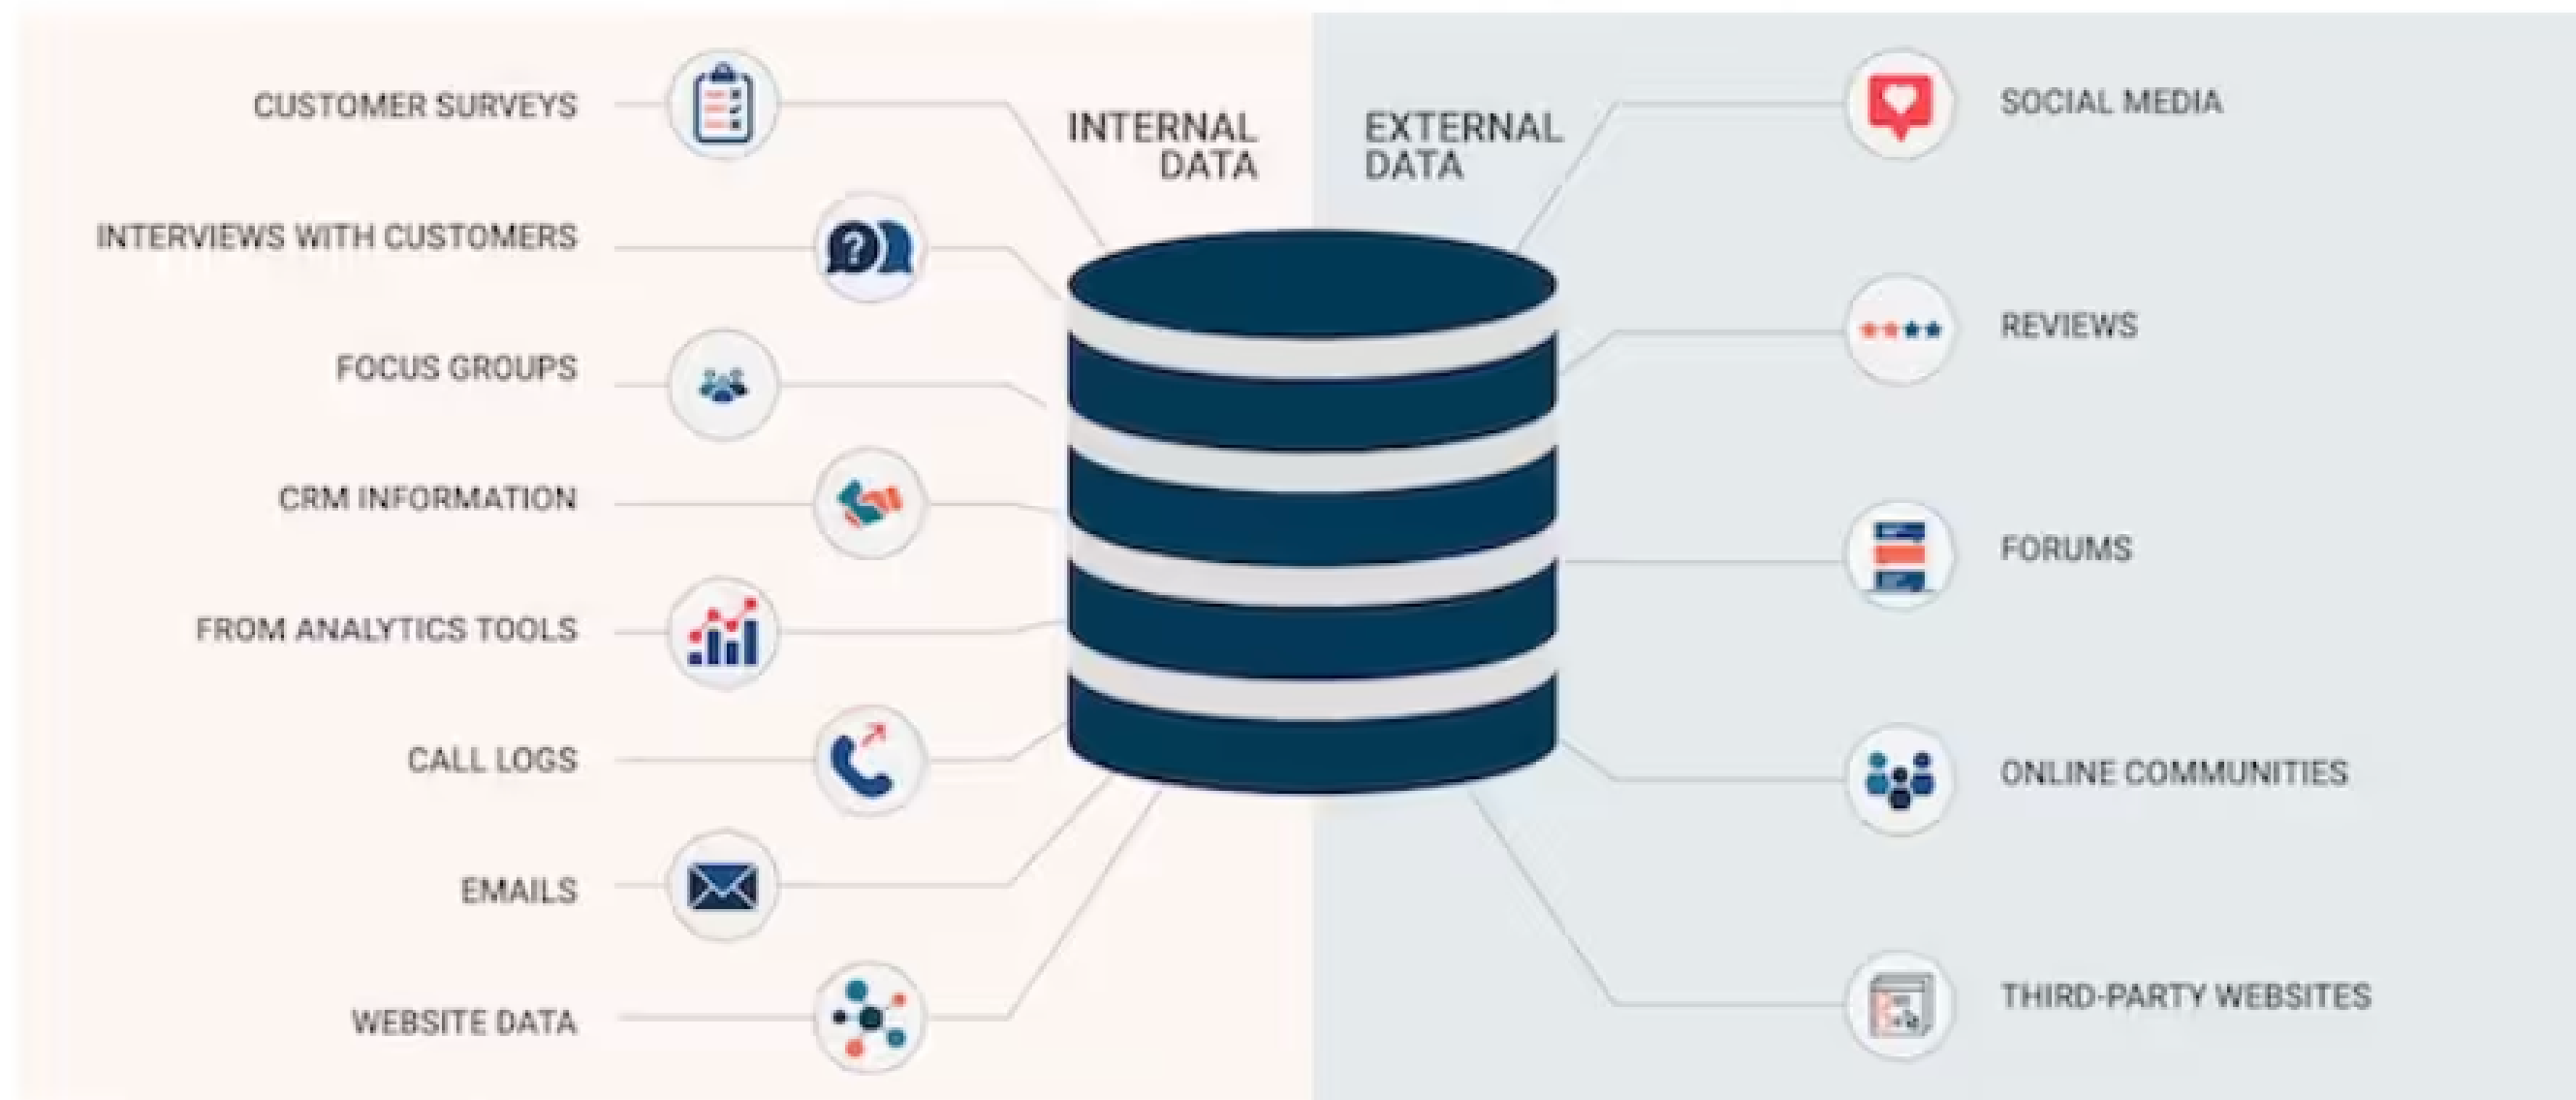 CUSTOMER SURVEYS
INTERVIEWS WITH CUSTOMERS
FOCUS GROUPS
CRM INFORMATION
FROM ANALYTICS TOOLS
CALL LOGS
EMAILS
WEBSITE DATA
INTERNAL
DATA
EXTERNAL
DATA
SOCIAL MEDIA
REVIEWS
FORUMS
ONLINE COMMUNITIES
THIRD-PARTY WEBSITES